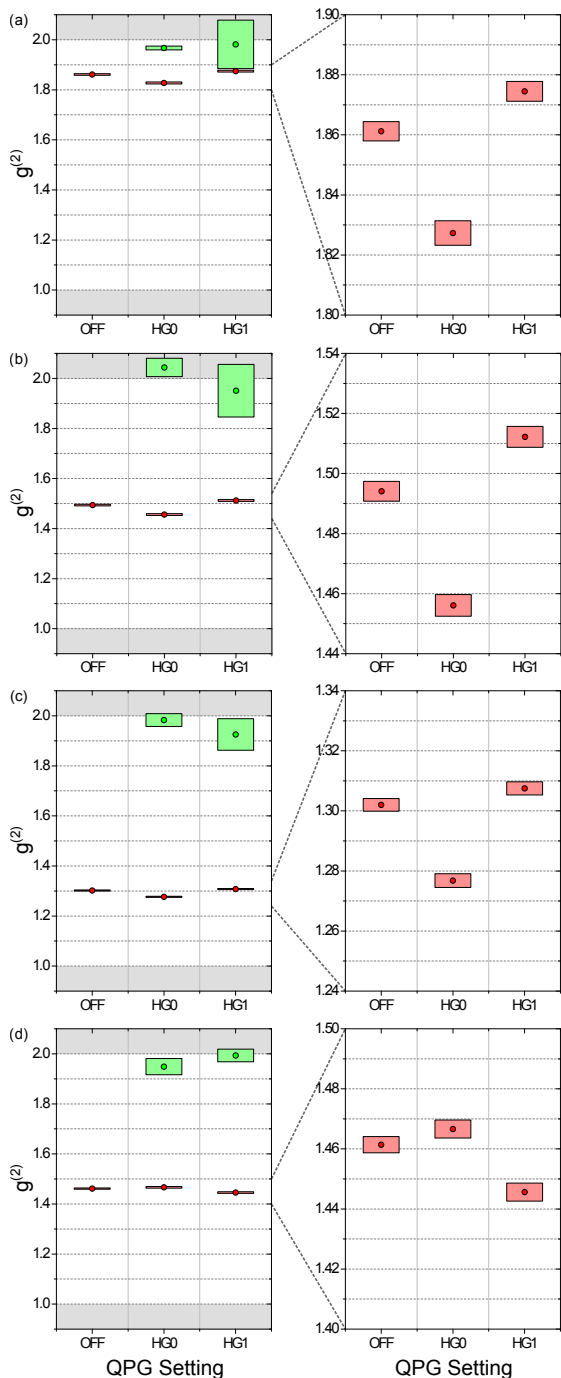 (a)
2.0
1.8
1.6
1.4
1.2
1.0
g(2)
OFF HG0 HG1
1.90
1.88
1.86
1.84
1.82
1.80
OFF HG0 HG1
(b)
2.0
1.8
1.6
1.4
1.2
1.0
g(2)
OFF HG0 HG1
1.54
1.52
1.50
1.48
1.46
1.44
OFF HG0 HG1
(c)
2.0
1.8
1.6
1.4
1.2
1.0
g(2)
OFF HG0 HG1
1.34
1.32
1.30
1.28
1.26
1.24
OFF HG0 HG1
(d)
2.0
1.8
1.6
1.4
1.2
1.0
g(2)
OFF HG0 HG1
QPG Setting
1.50
1.48
1.46
1.44
1.42
1.40
OFF HG0 HG1
QPG Setting